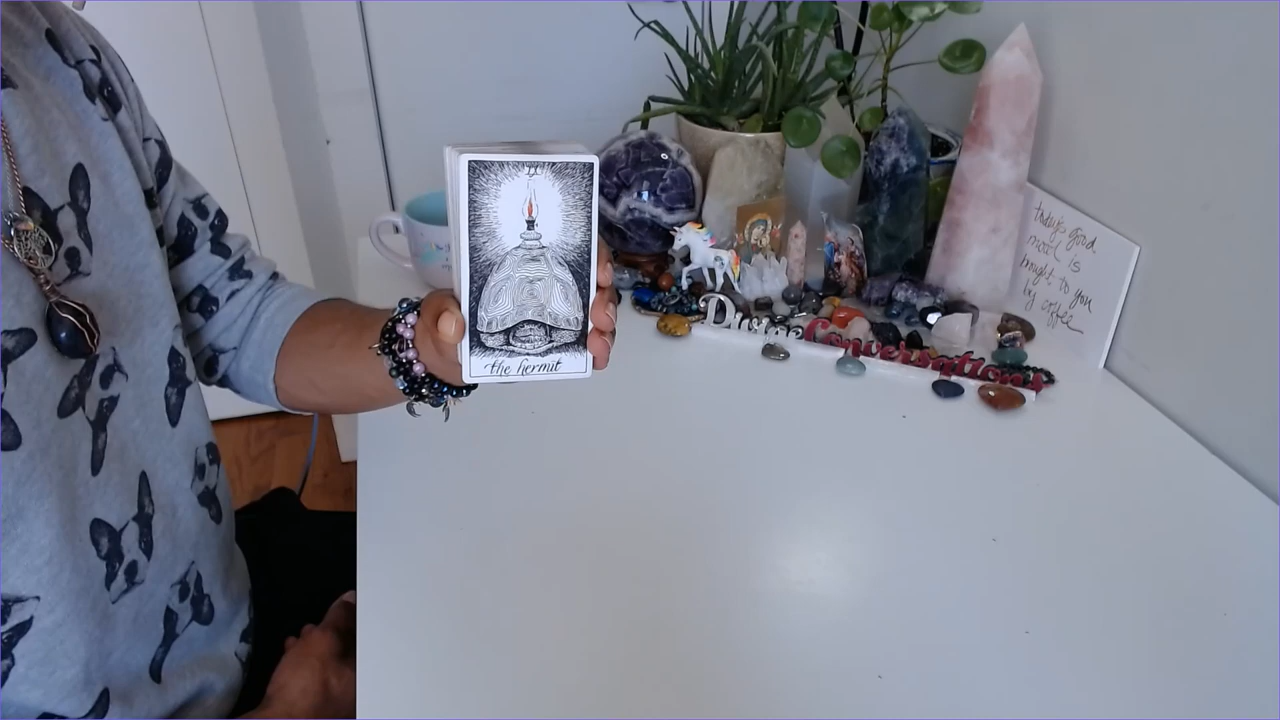 the hermit
today's good
mood is
brought to you
by coffee
Divine Conversations